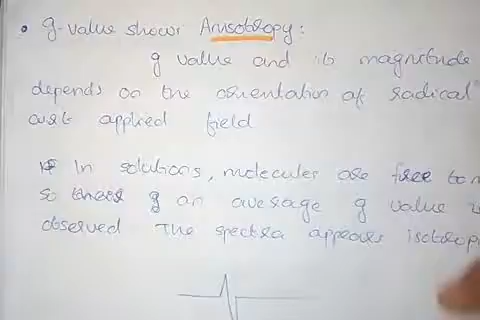 • g-value shows Anisotropy:
g value and its magnitude
depends on the orientation of radical
w.r.t applied field
In solutions, molecules are free to
so there g an average g value is
observed The spectra appears isotropi